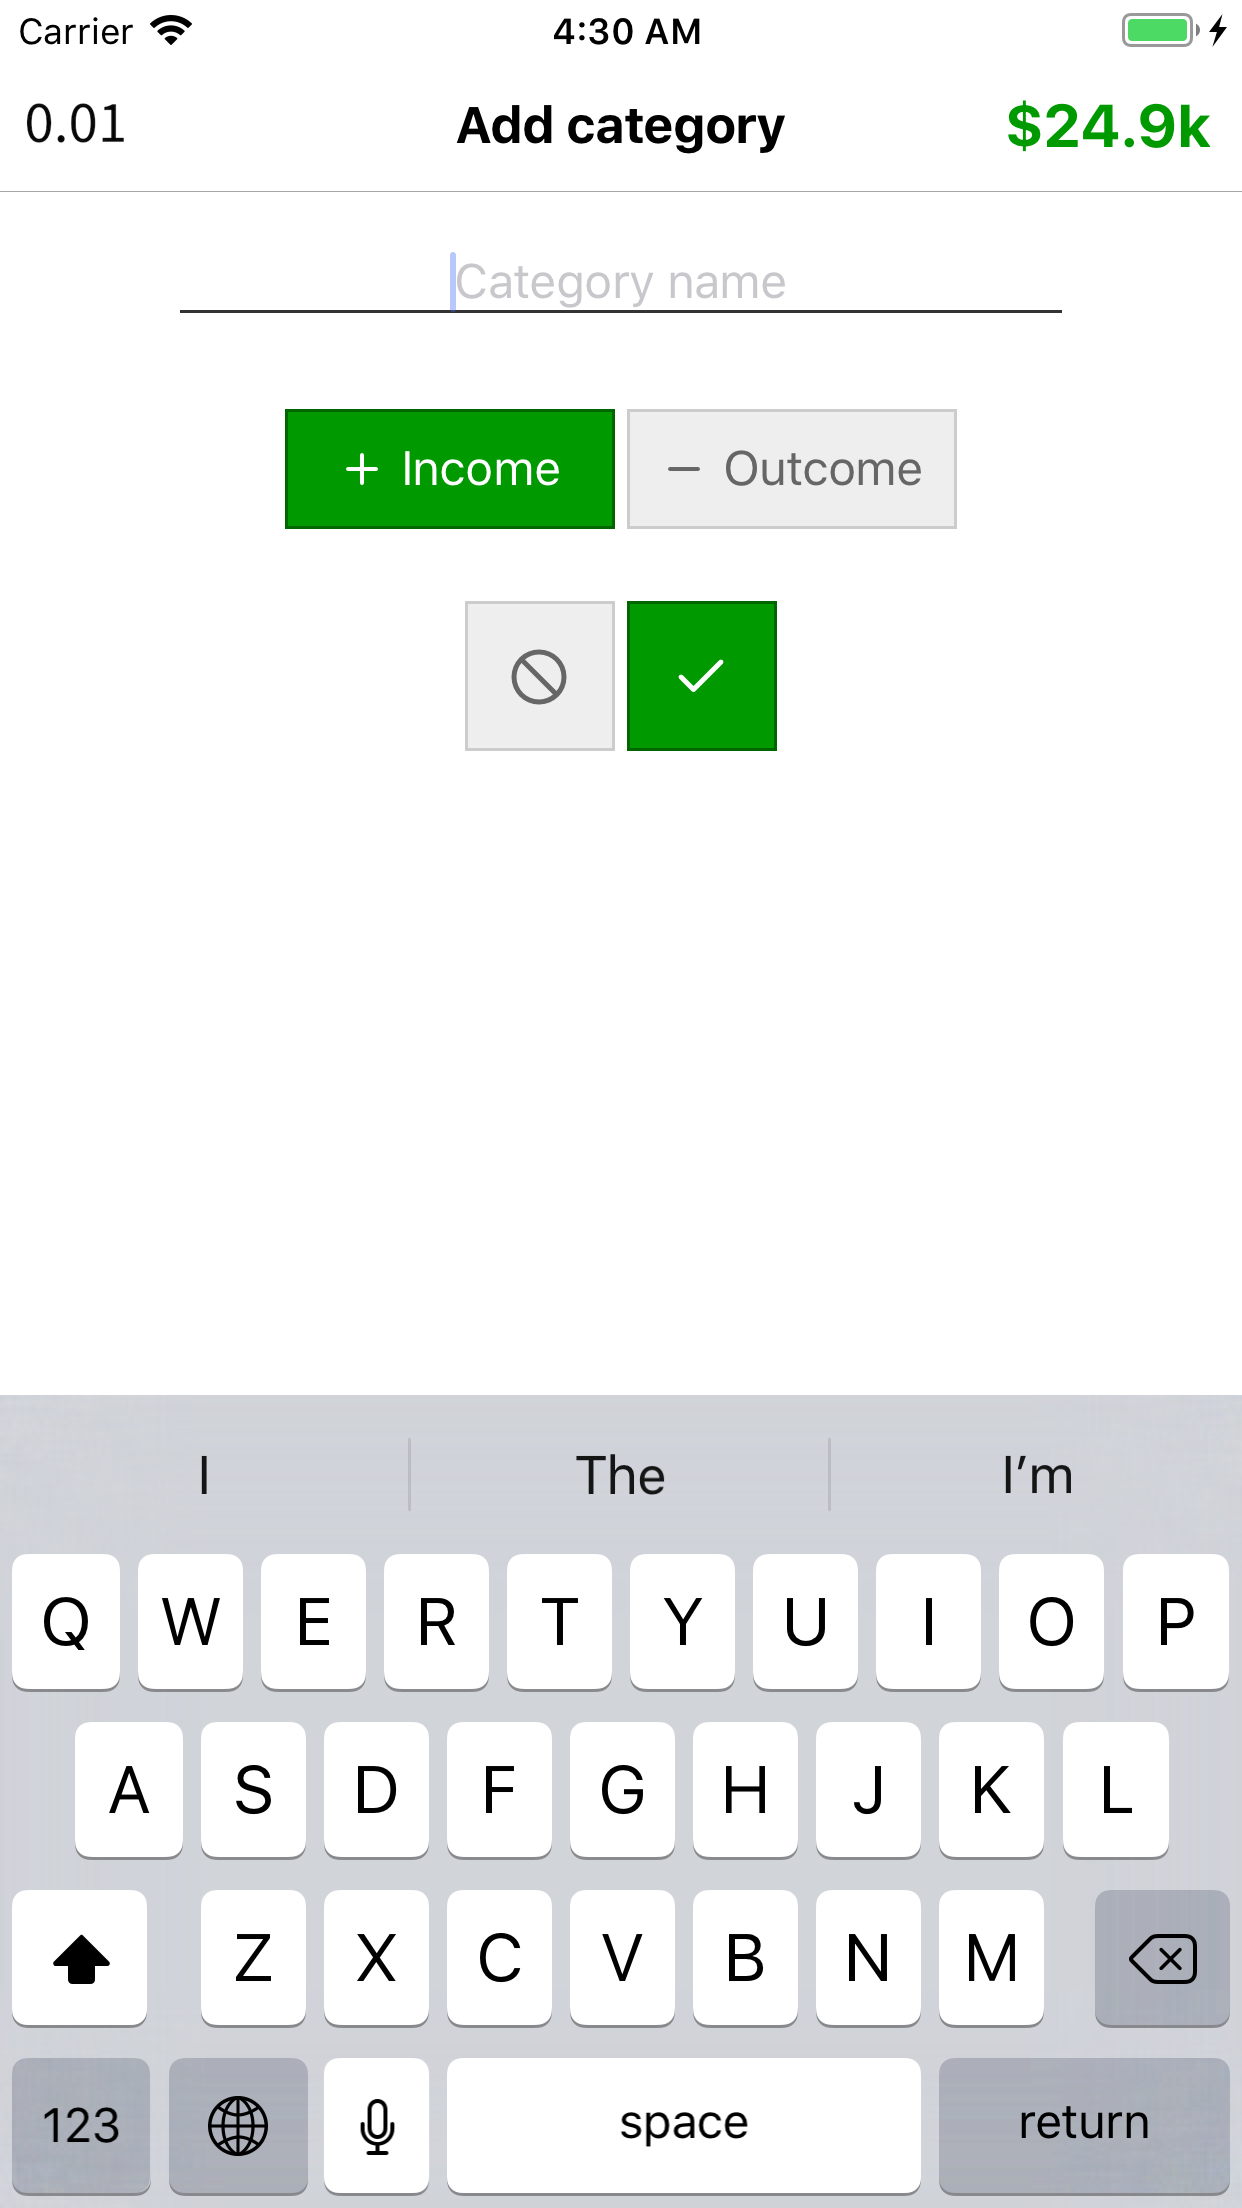 Carrier 4:30 AM
0.01 Add category $24.9k
Category name
+ Income − Outcome
I The I’m
Q W E R T Y U I O P
A S D F G H J K L
Z X C V B N M
123 space return